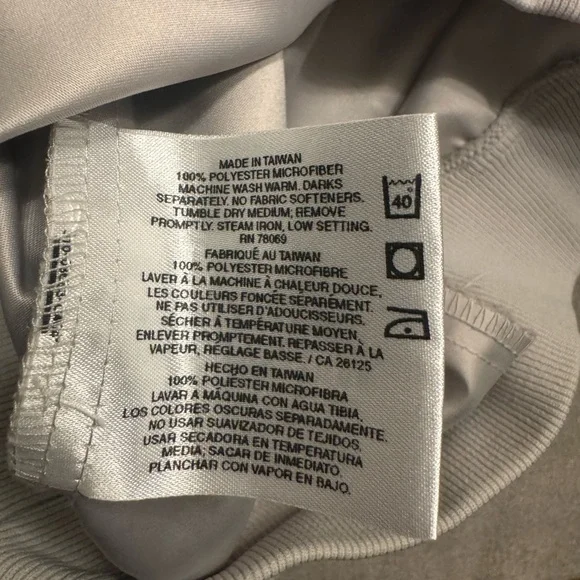 MADE IN TAIWAN
100% POLYESTER MICROFIBER
MACHINE WASH WARM. DARKS
SEPARATELY. NO FABRIC SOFTENERS.
TUMBLE DRY MEDIUM; REMOVE
PROMPTLY. STEAM IRON, LOW SETTING.
RN 78069
FABRIQUÉ AU TAIWAN
100% POLYESTER MICROFIBRE
LAVER À LA MACHINE À CHALEUR DOUCE,
LES COULEURS FONCÉE SÉPARÉMENT.
NE PAS UTILISER D'ADOUCISSEURS.
SÉCHER À TEMPÉRATURE MOYEN,
ENLEVER PROMPTEMENT. REPASSER À LA
VAPEUR, REGLAGE BASSE. / CA 26125
HECHO EN TAIWAN
100% POLIESTER MICROFIBRA
LAVAR A MÁQUINA CON AGUA TIBIA.
LOS COLORES OSCURAS SEPARADAMENTE.
NO USAR SUAVIZADOR DE TEJIDOS.
USAR SECADORA EN TEMPERATURA
MEDIA; SACAR DE INMEDIATO.
PLANCHAR CON VAPOR EN BAJO.
40